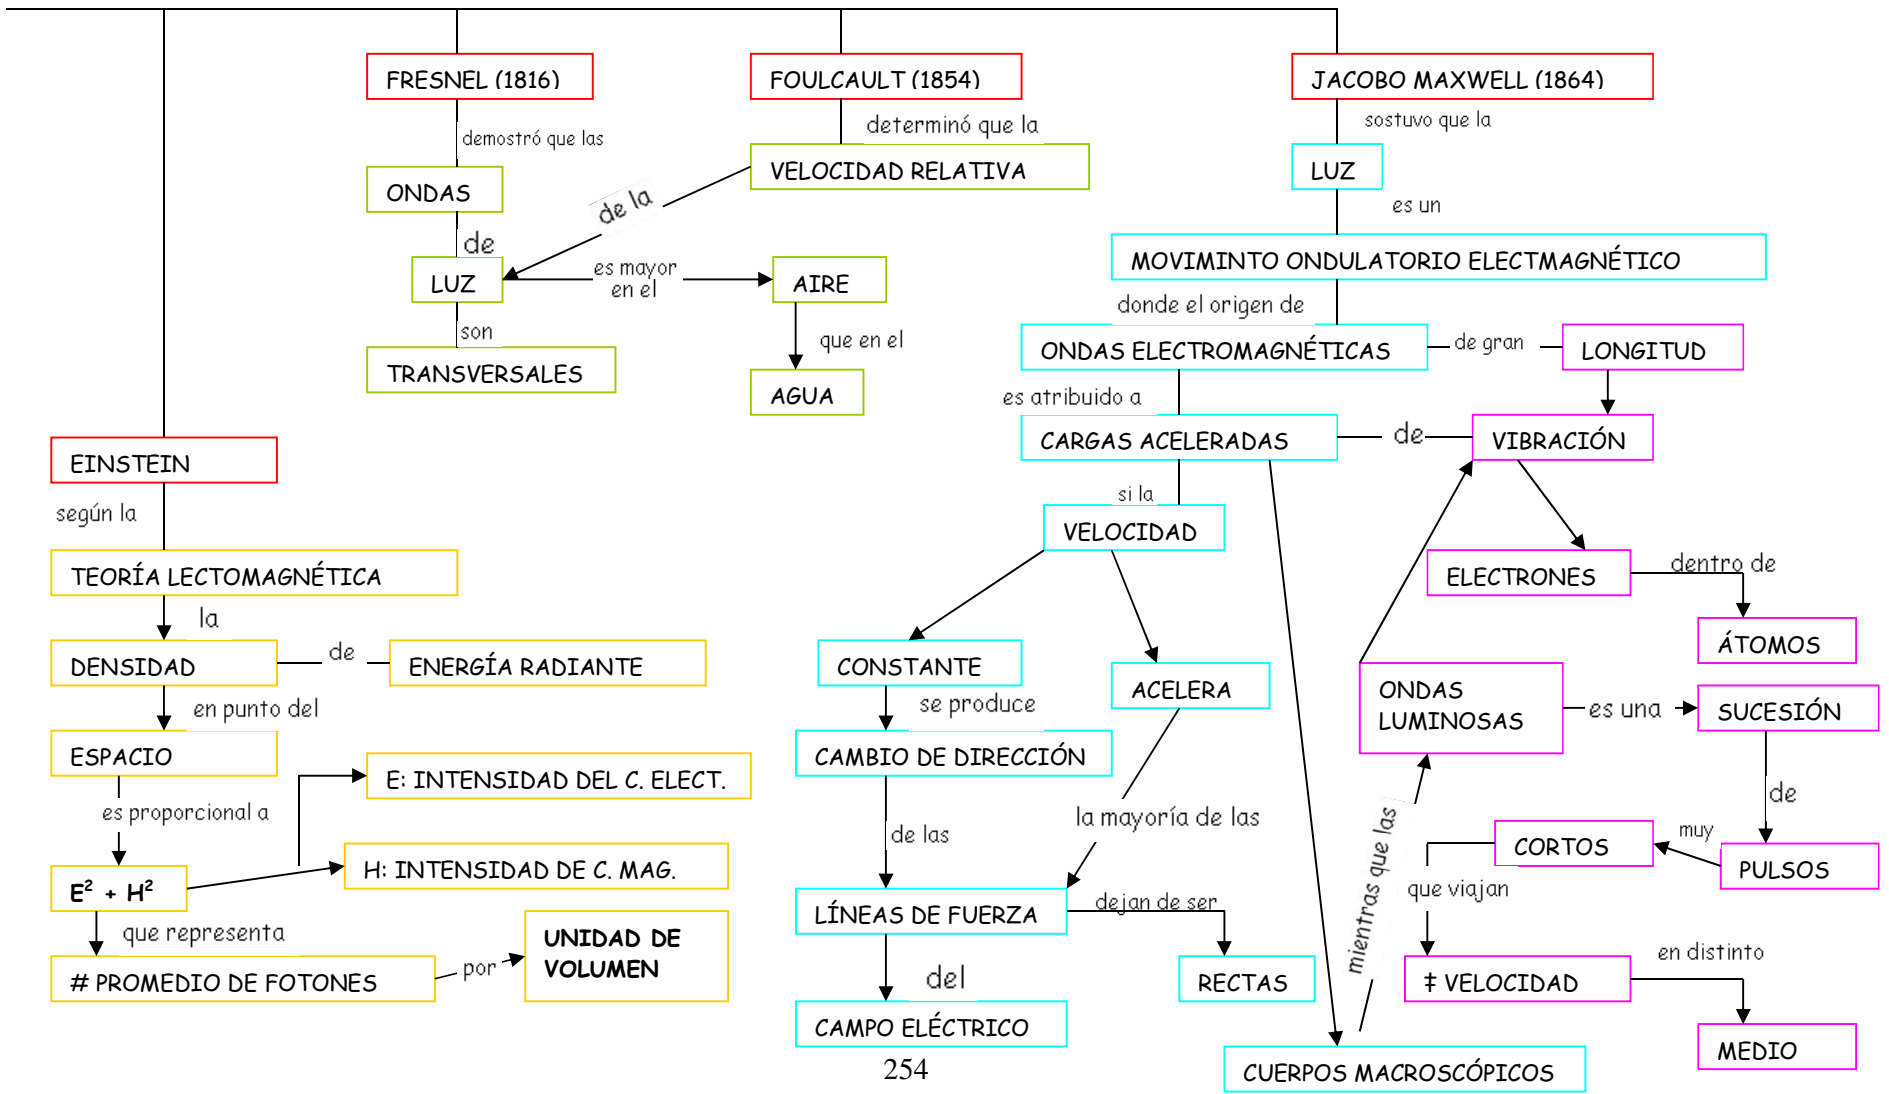 FRESNEL (1816)
demostró que las
ONDAS
de
LUZ
son
TRANSVERSALES
FOULCAULT (1854)
determinó que la
VELOCIDAD RELATIVA
de la
es mayor
en el
AIRE
que en el
AGUA
JACOBO MAXWELL (1864)
sostuvo que la
LUZ
es un
MOVIMINTO ONDULATORIO ELECTMAGNÉTICO
donde el origen de
ONDAS ELECTROMAGNÉTICAS
de gran
LONGITUD
es atribuido a
CARGAS ACELERADAS
de
VIBRACIÓN
si la
VELOCIDAD
ELECTRONES
dentro de
ÁTOMOS
CONSTANTE
se produce
CAMBIO DE DIRECCIÓN
de las
ACELERA
la mayoría de las
LÍNEAS DE FUERZA
dejan de ser
RECTAS
del
CAMPO ELÉCTRICO
CUERPOS MACROSCÓPICOS
mientras que las
ONDAS
LUMINOSAS
es una
SUCESIÓN
de
PULSOS
muy
CORTOS
que viajan
‡ VELOCIDAD
en distinto
MEDIO
EINSTEIN
según la
TEORÍA LECTOMAGNÉTICA
la
DENSIDAD
de
ENERGÍA RADIANTE
en punto del
ESPACIO
es proporcional a
E² + H²
E: INTENSIDAD DEL C. ELECT.
H: INTENSIDAD DE C. MAG.
que representa
# PROMEDIO DE FOTONES
por
UNIDAD DE
VOLUMEN
254